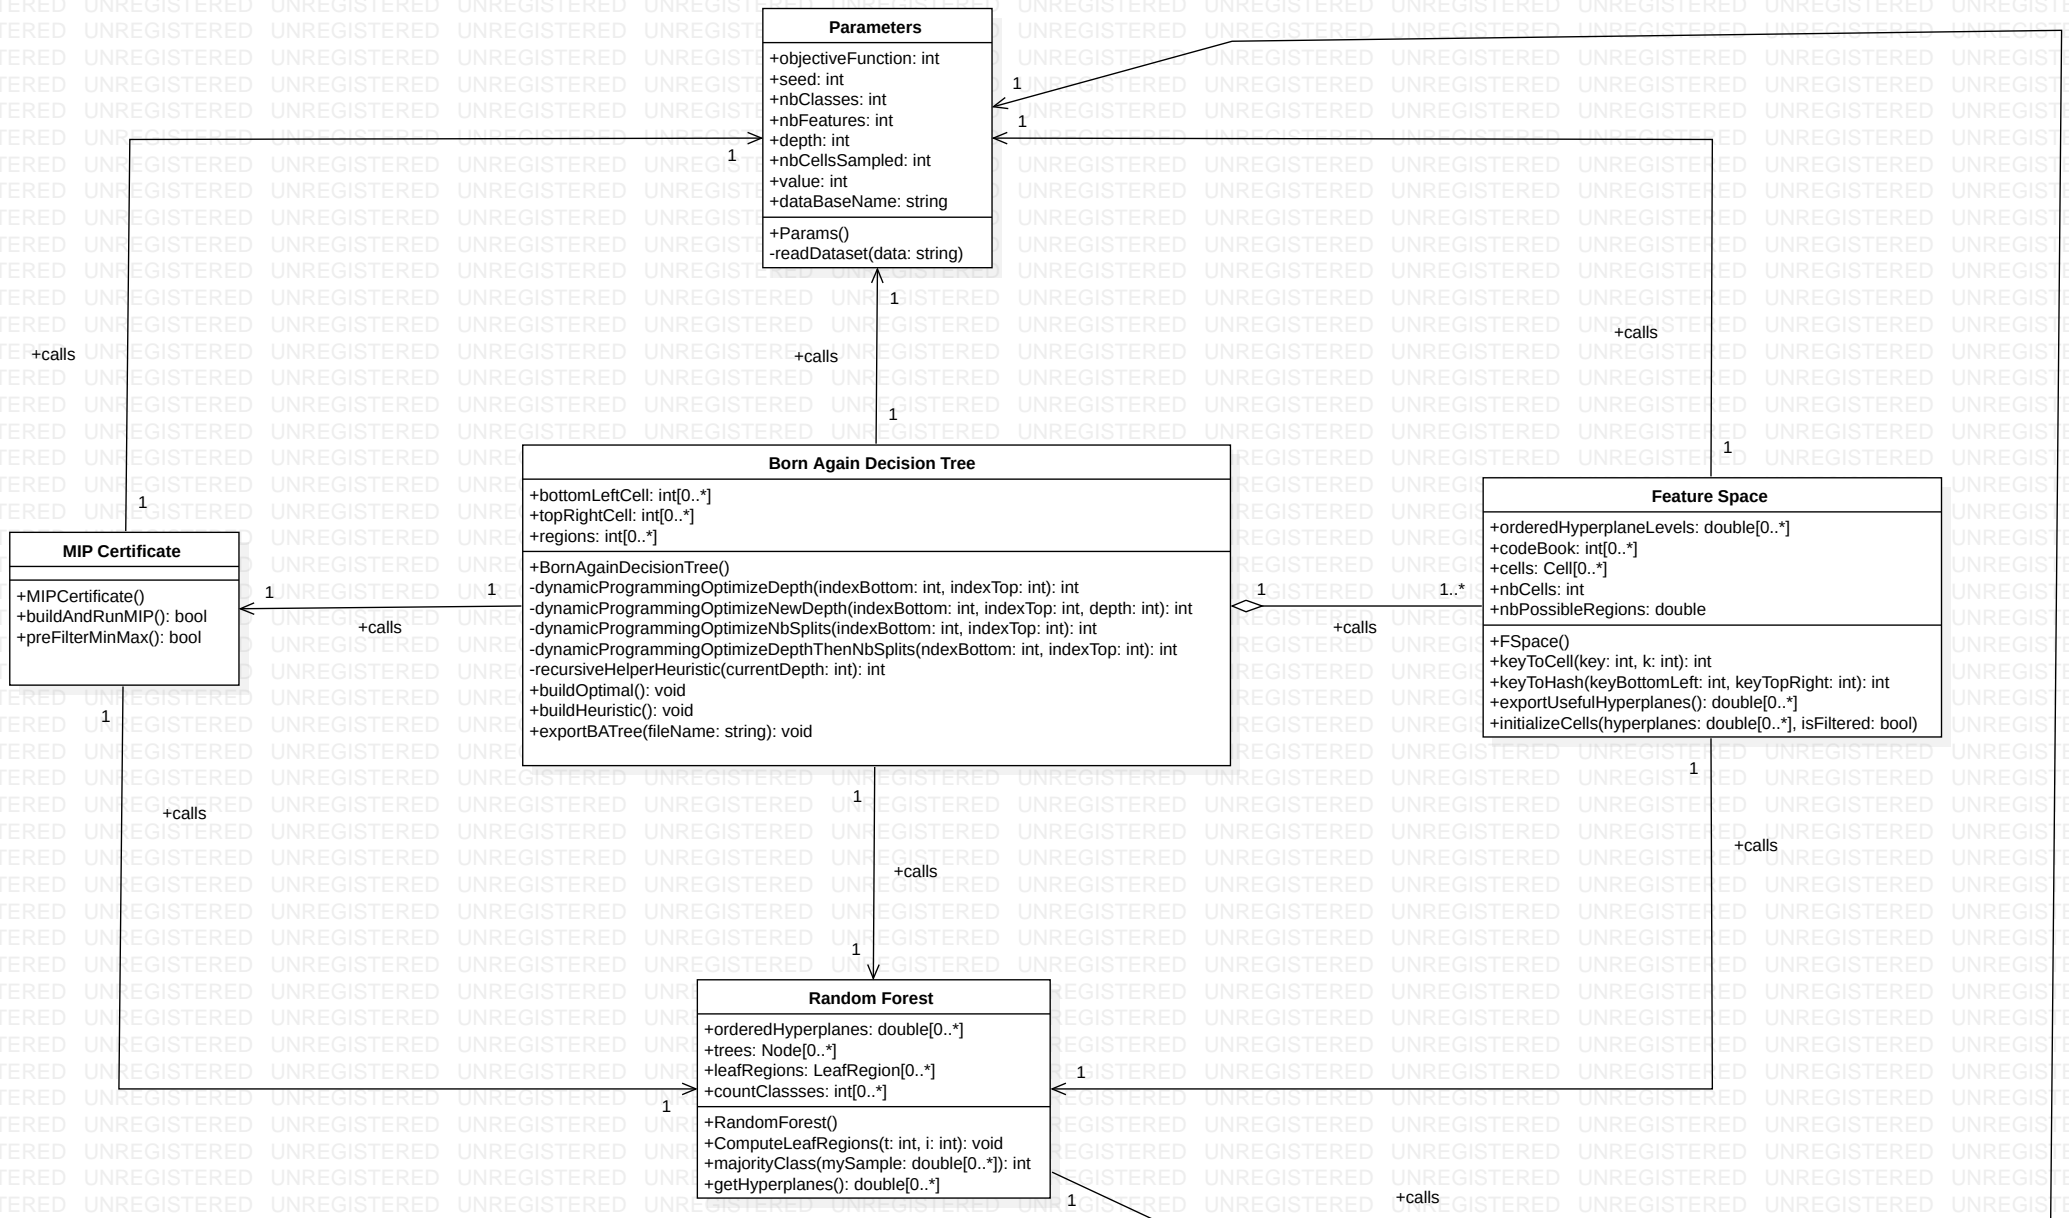 Parameters
+objectiveFunction: int
+seed: int
+nbClasses: int
+nbFeatures: int
+depth: int
+nbCellsSampled: int
+value: int
+dataBaseName: string
+Params()
-readDataset(data: string)
1
1
1
1
+calls
+calls
+calls
1
1
1
Born Again Decision Tree
+bottomLeftCell: int[0..*]
+topRightCell: int[0..*]
+regions: int[0..*]
+BornAgainDecisionTree()
-dynamicProgrammingOptimizeDepth(indexBottom: int, indexTop: int): int
-dynamicProgrammingOptimizeNewDepth(indexBottom: int, indexTop: int, depth: int): int
-dynamicProgrammingOptimizeNbSplits(indexBottom: int, indexTop: int): int
-dynamicProgrammingOptimizeDepthThenNbSplits(ndexBottom: int, indexTop: int): int
-recursiveHelperHeuristic(currentDepth: int): int
+buildOptimal(): void
+buildHeuristic(): void
+exportBATree(fileName: string): void
Feature Space
+orderedHyperplaneLevels: double[0..*]
+codeBook: int[0..*]
+cells: Cell[0..*]
+nbCells: int
+nbPossibleRegions: double
+FSpace()
+keyToCell(key: int, k: int): int
+keyToHash(keyBottomLeft: int, keyTopRight: int): int
+exportUsefulHyperplanes(): double[0..*]
+initializeCells(hyperplanes: double[0..*], isFiltered: bool)
MIP Certificate
+MIPCertificate()
+buildAndRunMIP(): bool
+preFilterMinMax(): bool
1
1
+calls
1
1..*
+calls
1
1
1
+calls
+calls
+calls
1
Random Forest
+orderedHyperplanes: double[0..*]
+trees: Node[0..*]
+leafRegions: LeafRegion[0..*]
+countClassses: int[0..*]
+RandomForest()
+ComputeLeafRegions(t: int, i: int): void
+majorityClass(mySample: double[0..*]): int
+getHyperplanes(): double[0..*]
1
1
1
+calls